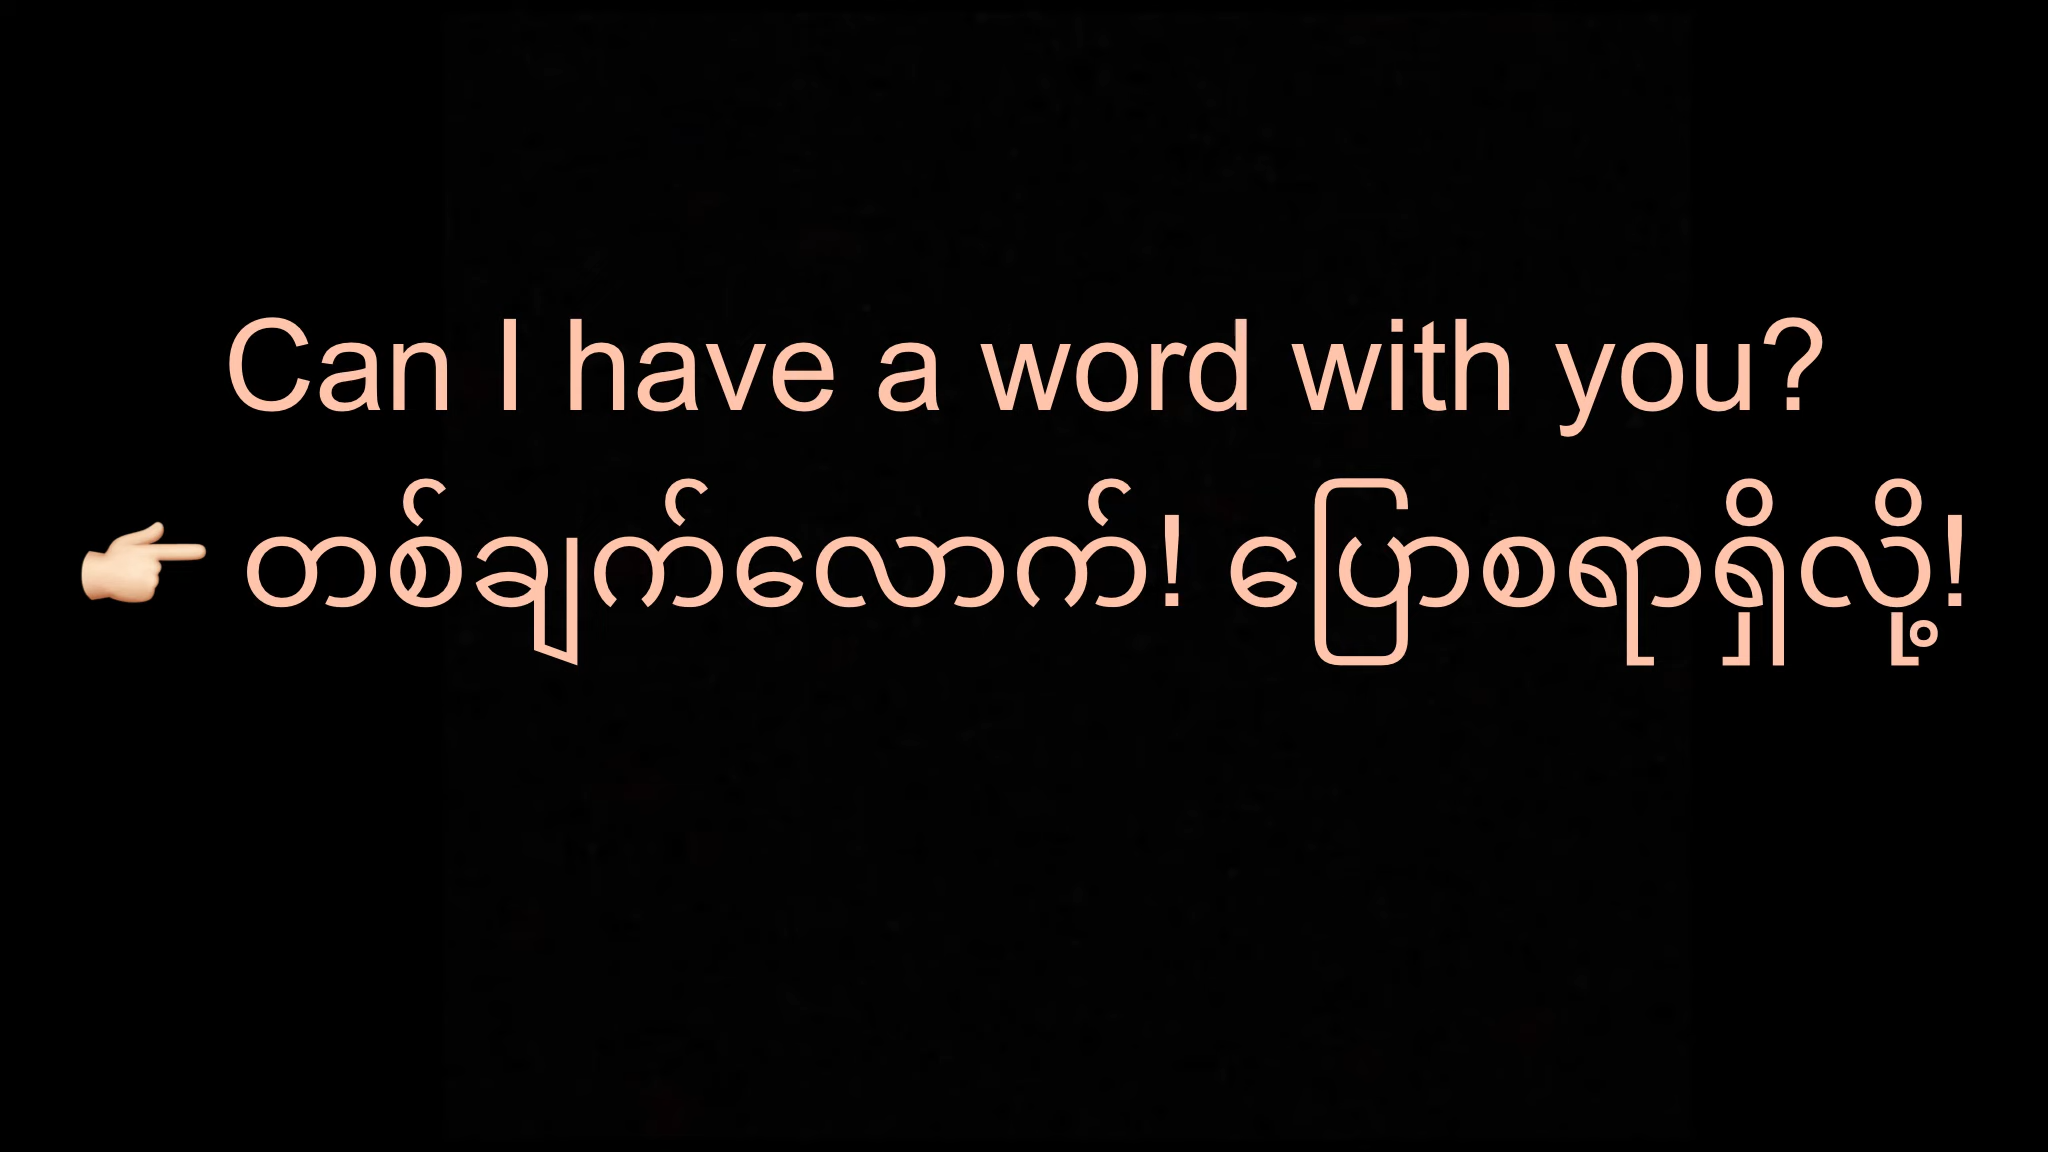 Can I have a word with you?
👉🏻 တစ်ချက်လောက်! ပြောစရာရှိလို့!